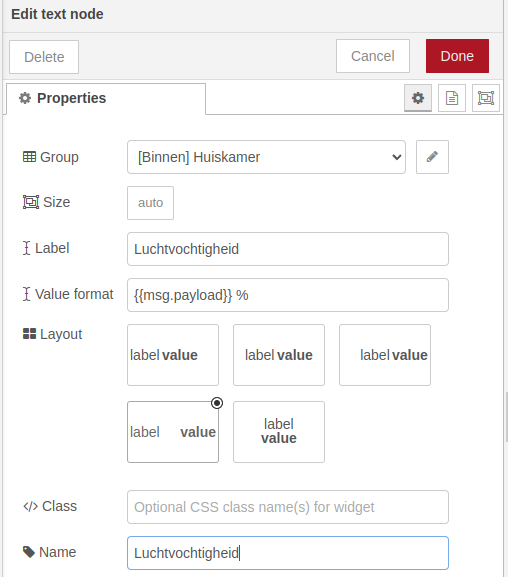 Edit text node
Delete
Cancel
Done
Properties
Group
[Binnen] Huiskamer
Size
auto
Label
Luchtvochtigheid
Value format
{{msg.payload}} %
Layout
label value
label value
label value
label value
label
value
Class
Optional CSS class name(s) for widget
Name
Luchtvochtigheid